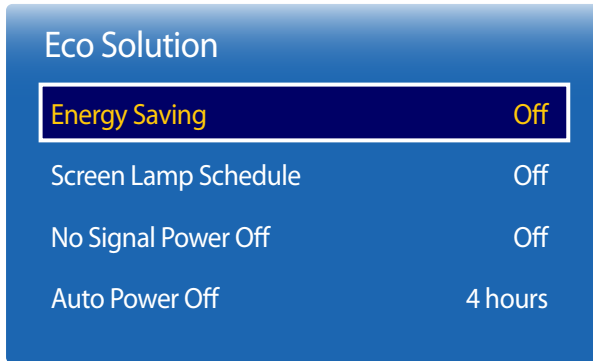 Eco Solution
Energy Saving Off
Screen Lamp Schedule Off
No Signal Power Off Off
Auto Power Off 4 hours